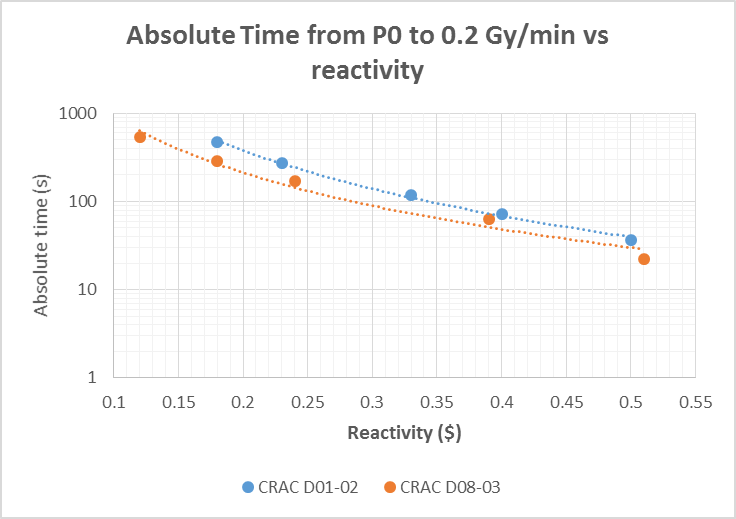 Absolute Time from P0 to 0.2 Gy/min vs
reactivity
1000
100
10
1
Absolute time (s)
0.1 0.15 0.2 0.25 0.3 0.35 0.4 0.45 0.5 0.55
Reactivity ($)
CRAC D01-02 CRAC D08-03